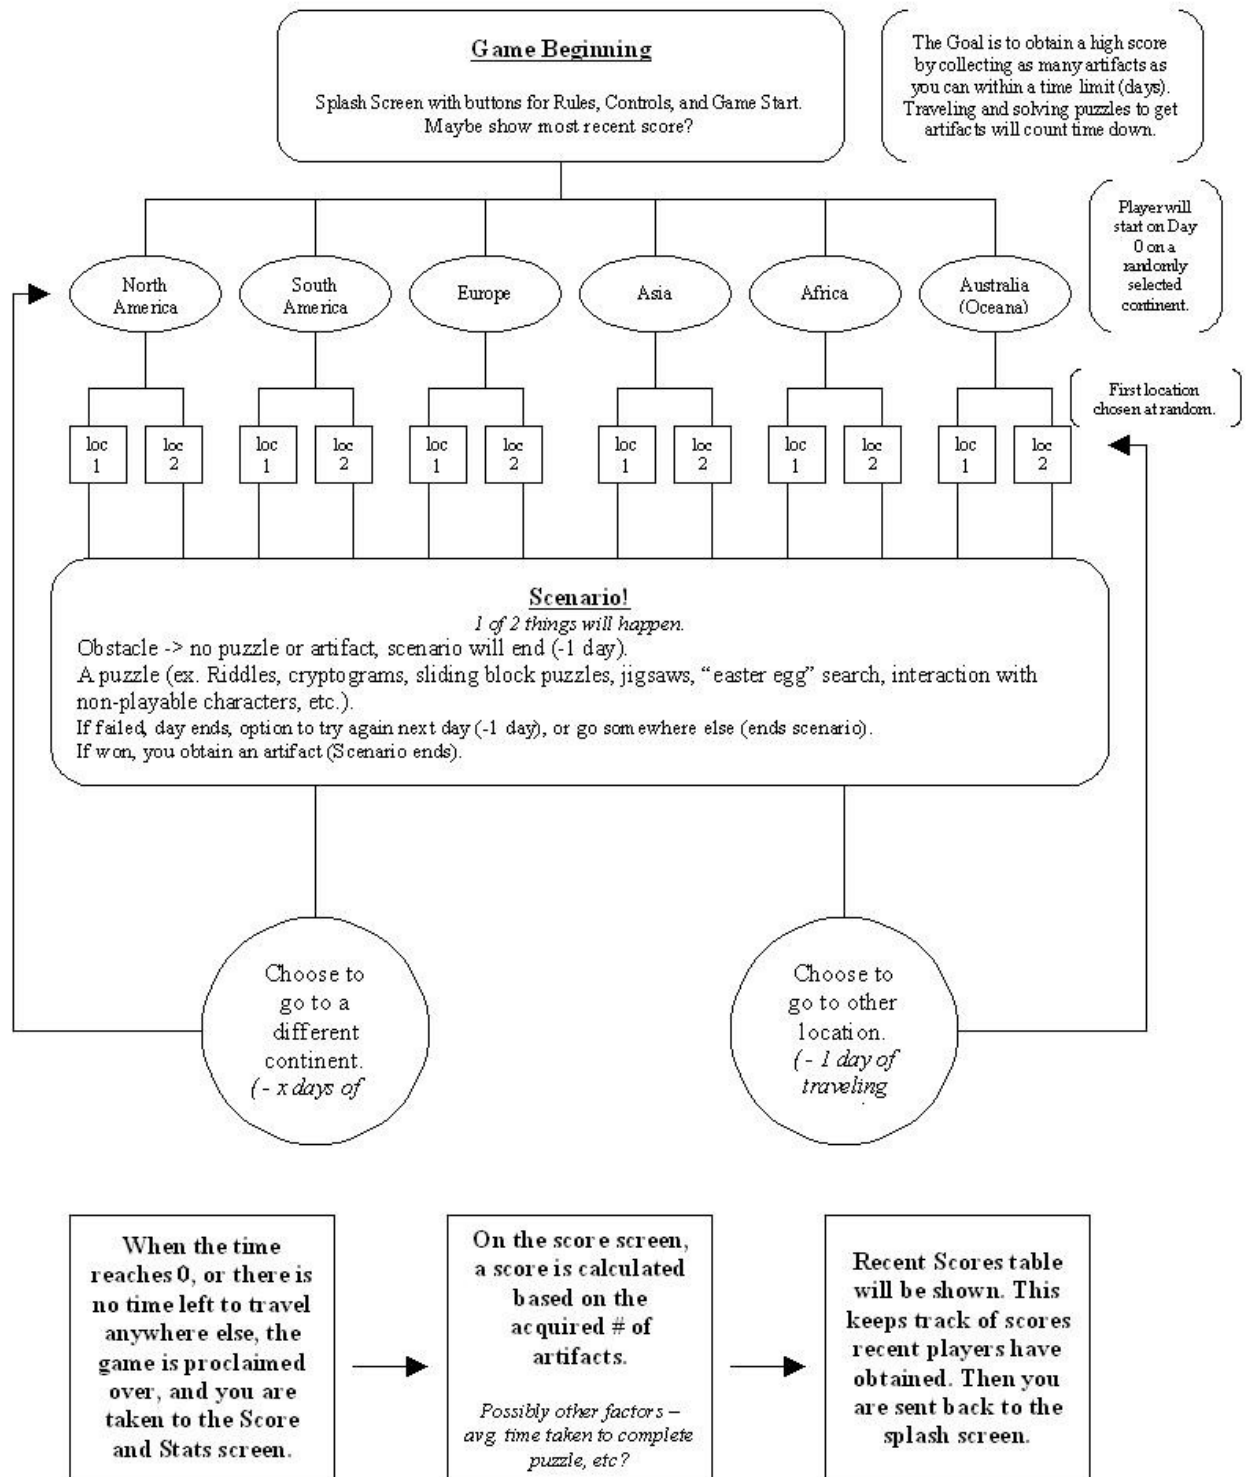 Game Beginning
Splash Screen with buttons for Rules, Controls, and Game Start.
Maybe show most recent score?
The Goal is to obtain a high score
by collecting as many artifacts as
you can within a time limit (days).
Traveling and solving puzzles to get
artifacts will count time down.
Player will
start on Day
0 on a
randomly
selected
continent.
North
America
South
America
Europe
Asia
Africa
Australia
(Oceana)
First location
chosen at random.
loc
1
loc
2
loc
1
loc
2
loc
1
loc
2
loc
1
loc
2
loc
1
loc
2
loc
1
loc
2
Scenario!
1 of 2 things will happen.
Obstacle -> no puzzle or artifact, scenario will end (-1 day).
A puzzle (ex. Riddles, cryptograms, sliding block puzzles, jigsaws, “easter egg” search, interaction with
non-playable characters, etc.).
If failed, day ends, option to try again next day (-1 day), or go somewhere else (ends scenario).
If won, you obtain an artifact (Scenario ends).
Choose to
go to a
different
continent.
(- x days of
Choose to
go to other
location.
(- 1 day of
traveling
When the time
reaches 0, or there is
no time left to travel
anywhere else, the
game is proclaimed
over, and you are
taken to the Score
and Stats screen.
On the score screen,
a score is calculated
based on the
acquired # of
artifacts.
Possibly other factors –
avg. time taken to complete
puzzle, etc?
Recent Scores table
will be shown. This
keeps track of scores
recent players have
obtained. Then you
are sent back to the
splash screen.